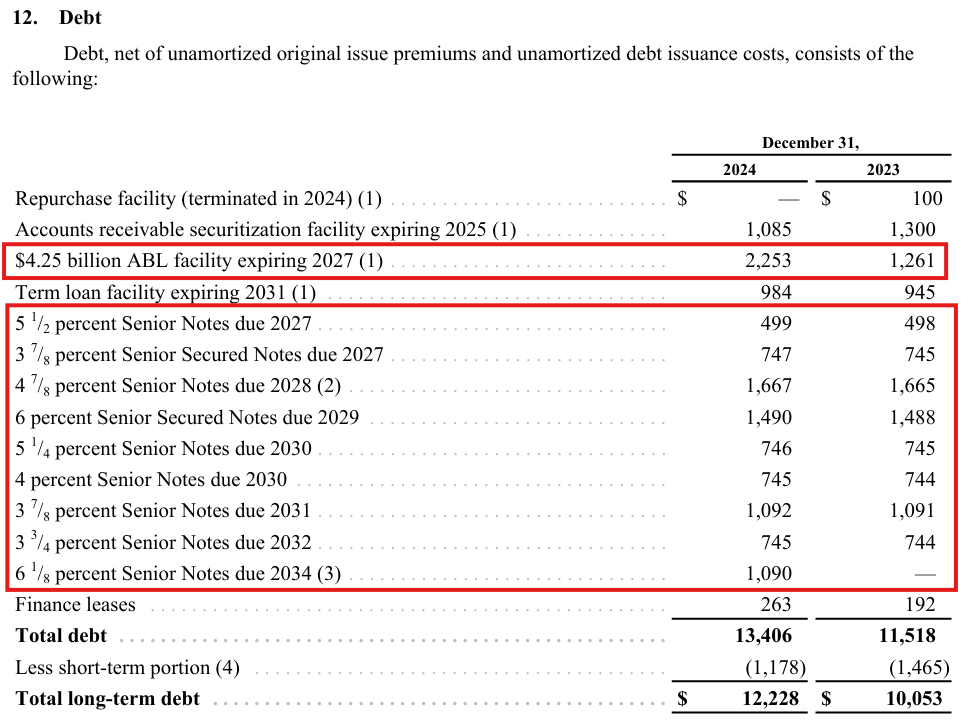 12. Debt
Debt, net of unamortized original issue premiums and unamortized debt issuance costs, consists of the
following:
December 31,
2024 2023
Repurchase facility (terminated in 2024) (1) $ — $ 100
Accounts receivable securitization facility expiring 2025 (1) 1,085 1,300
$4.25 billion ABL facility expiring 2027 (1) 2,253 1,261
Term loan facility expiring 2031 (1) 984 945
5 1/2 percent Senior Notes due 2027 499 498
3 7/8 percent Senior Secured Notes due 2027 747 745
4 7/8 percent Senior Notes due 2028 (2) 1,667 1,665
6 percent Senior Secured Notes due 2029 1,490 1,488
5 1/4 percent Senior Notes due 2030 746 745
4 percent Senior Notes due 2030 745 744
3 7/8 percent Senior Notes due 2031 1,092 1,091
3 3/4 percent Senior Notes due 2032 745 744
6 1/8 percent Senior Notes due 2034 (3) 1,090 —
Finance leases 263 192
Total debt 13,406 11,518
Less short-term portion (4) (1,178) (1,465)
Total long-term debt $ 12,228 $ 10,053